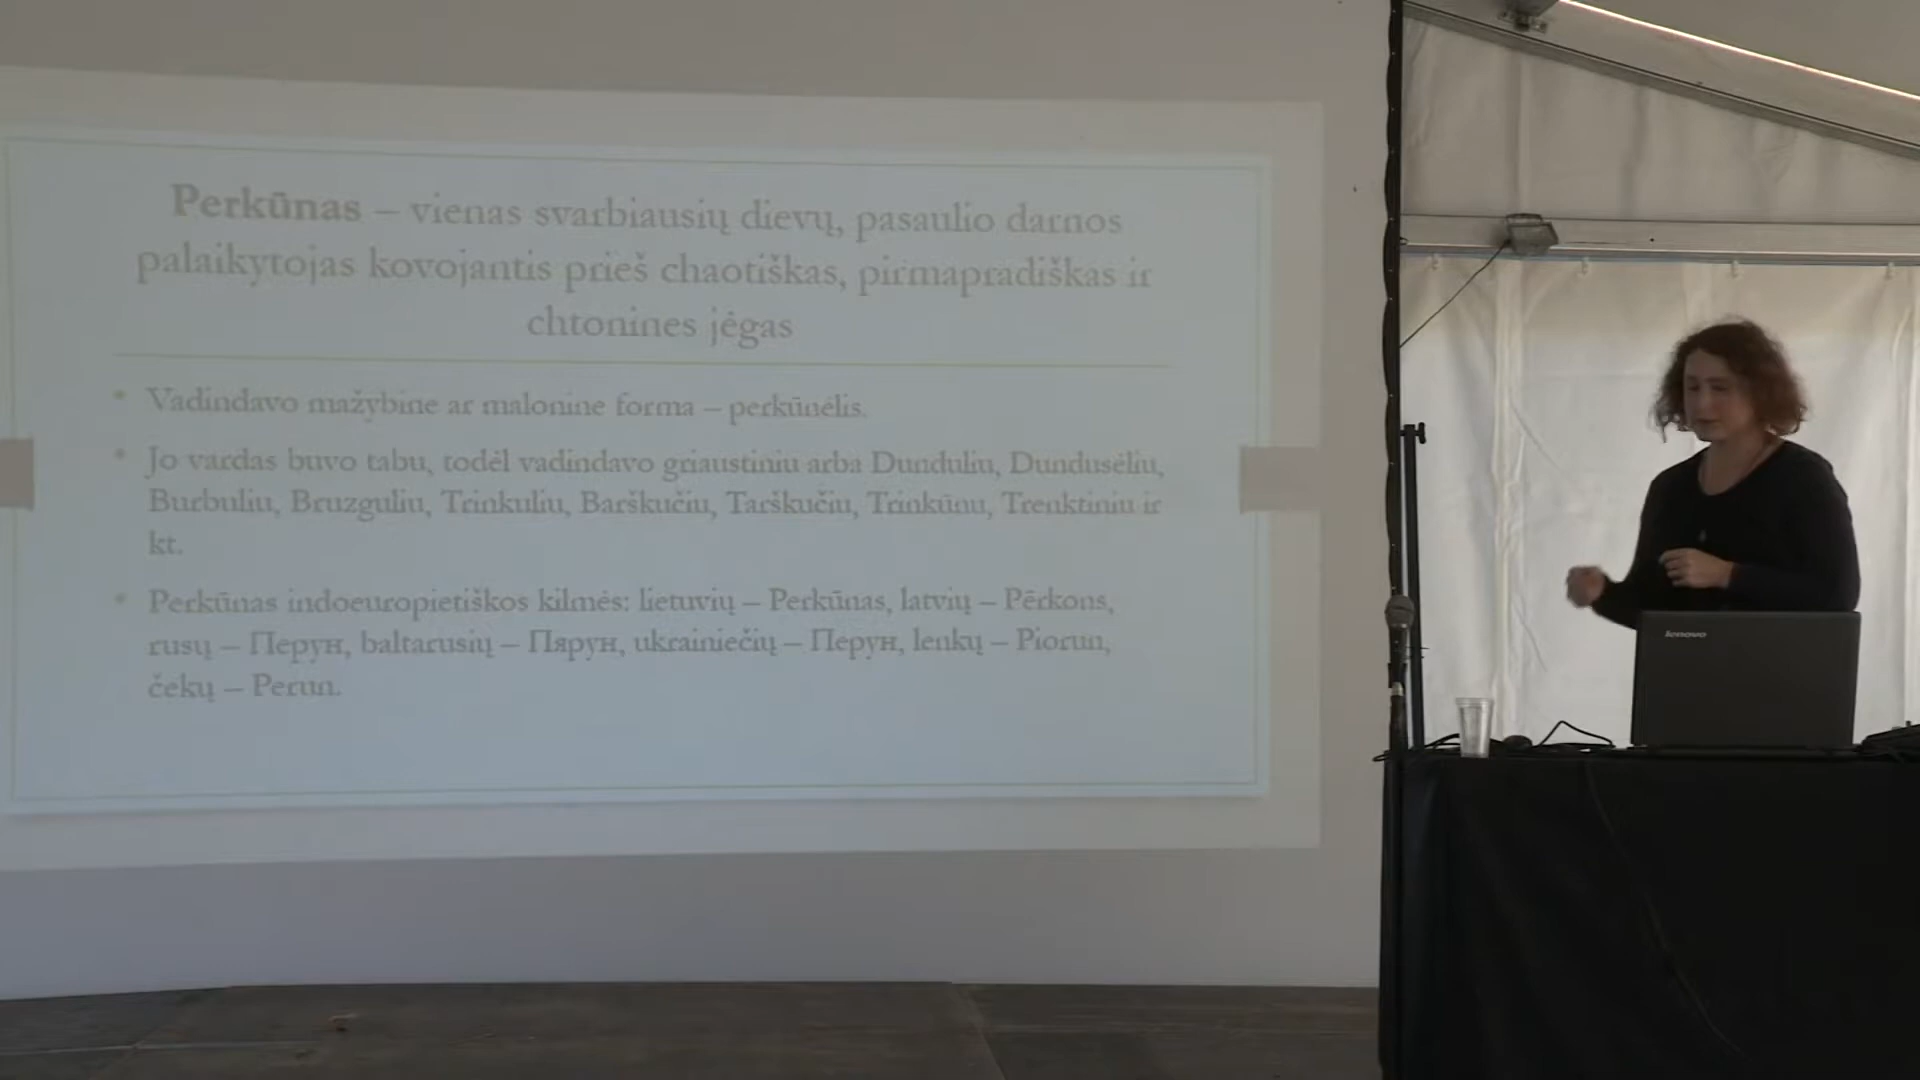 Perkūnas – vienas svarbiausių dievų, pasaulio darnos
palaikytojas kovojantis prieš chaotiškas, pirmapradiškas ir
chtonines jėgas
• Vadindavo mažybine ar malonine forma – perkūnėlis.
• Jo vardas buvo tabu, todėl vadindavo griaustiniu arba Dunduliu, Dundusėliu,
Burbuliu, Bruzguliu, Trinkuliu, Barškučiu, Tarškučiu, Trinkūnu, Trenktiniu ir
kt.
• Perkūnas indoeuropietiškos kilmės: lietuvių – Perkūnas, latvių – Pērkons,
rusų – Перун, baltarusių – Пярун, ukrainiečių – Перун, lenkų – Piorun,
čekų – Perun.
lenovo